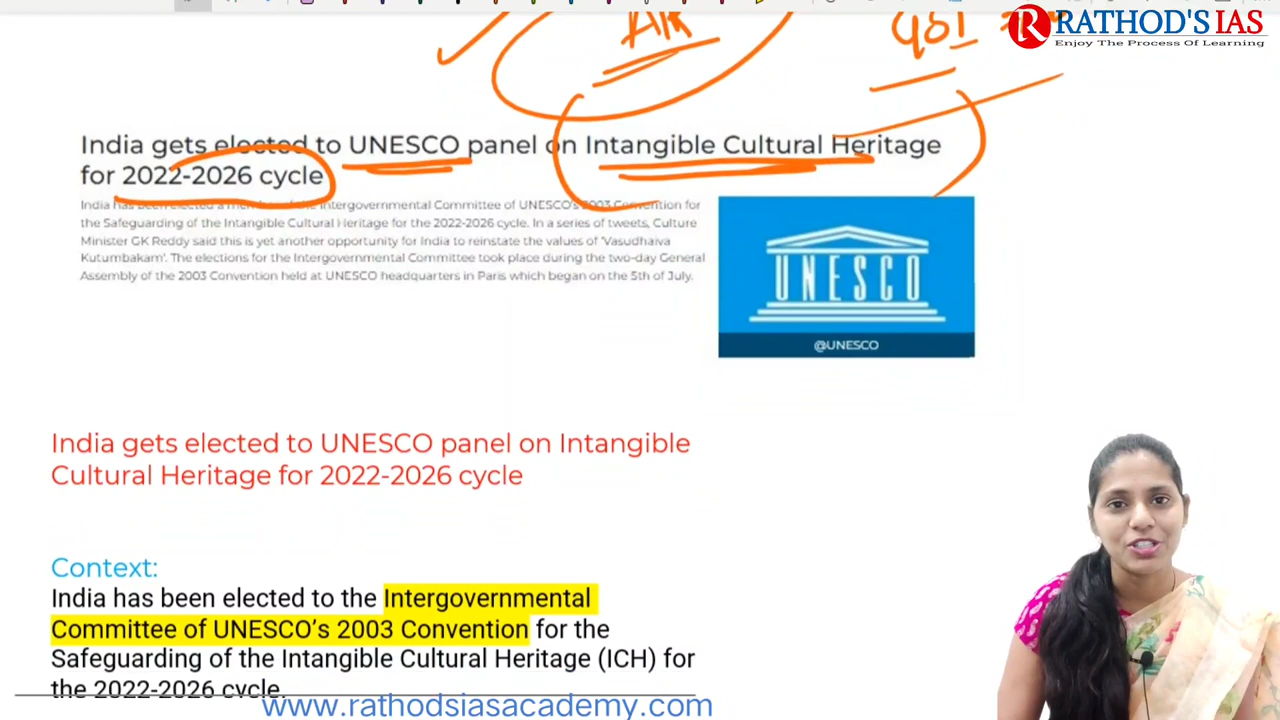 RATHOD'S IAS
Enjoy The Process Of Learning
India gets elected to UNESCO panel on Intangible Cultural Heritage
for 2022-2026 cycle
India has been elected a member of the Intergovernmental Committee of UNESCO's 2003 Convention for
the Safeguarding of the Intangible Cultural Heritage for the 2022-2026 cycle. In a series of tweets, Culture
Minister GK Reddy said this is yet another opportunity for India to reinstate the values of 'Vasudhaiva
Kutumbakam'. The elections for the Intergovernmental Committee took place during the two-day General
Assembly of the 2003 Convention held at UNESCO headquarters in Paris which began on the 5th of July.
UNESCO
@UNESCO
India gets elected to UNESCO panel on Intangible
Cultural Heritage for 2022-2026 cycle
Context:
India has been elected to the Intergovernmental
Committee of UNESCO's 2003 Convention for the
Safeguarding of the Intangible Cultural Heritage (ICH) for
the 2022-2026 cycle.
www.rathodsiasacademy.com